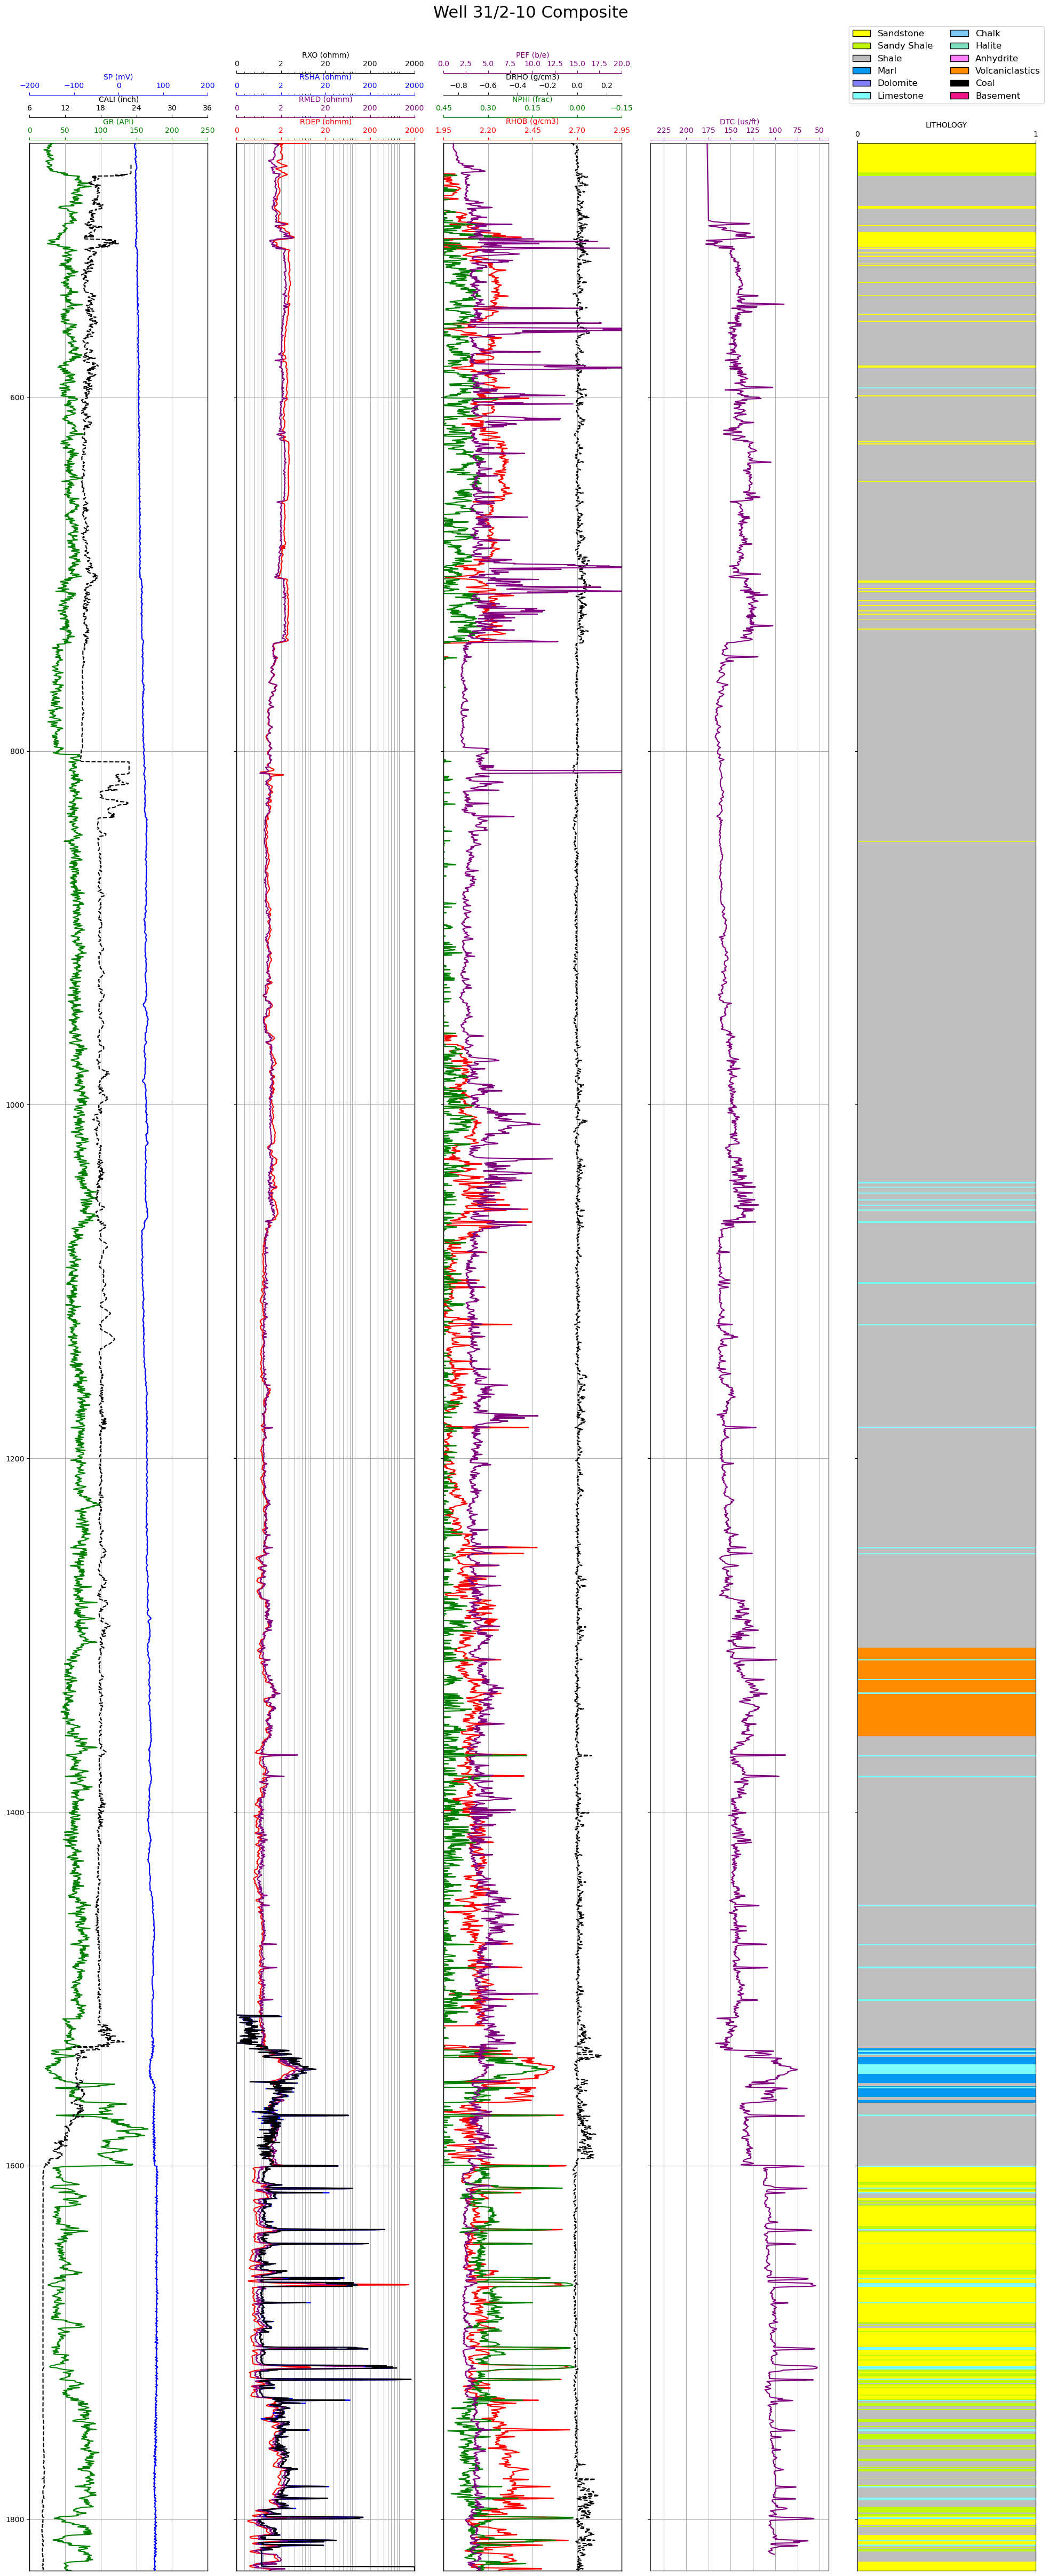 Well 31/2-10 Composite
Sandstone Chalk
Sandy Shale Halite
Shale Anhydrite
Marl Volcaniclastics
Dolomite Coal
Limestone Basement
RXO (ohmm) PEF (b/e)
0 2 20 200 2000 0.0 2.5 5.0 7.5 10.0 12.5 15.0 17.5 20.0
SP (mV) RSHA (ohmm) DRHO (g/cm3)
−200 −100 0 100 200 0 2 20 200 2000 −0.8 −0.6 −0.4 −0.2 0.0 0.2
CALI (inch) RMED (ohmm) NPHI (frac)
6 12 18 24 30 36 0 2 20 200 2000 0.45 0.30 0.15 0.00 −0.15
GR (API) RDEP (ohmm) RHOB (g/cm3) DTC (us/ft) LITHOLOGY
0 50 100 150 200 250 0 2 20 200 2000 1.95 2.20 2.45 2.70 2.95 225 200 175 150 125 100 75 50 0 1
600
800
1000
1200
1400
1600
1800